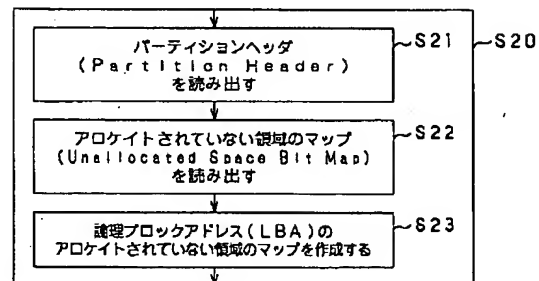 パーティションヘッダ
(Partition Header)
を読み出す
~S21
~S20
アロケイトされていない領域のマップ
(Unallocated Space Bit Map)
を読み出す
~S22
論理ブロックアドレス(LBA)の
アロケイトされていない領域のマップを作成する
~S23